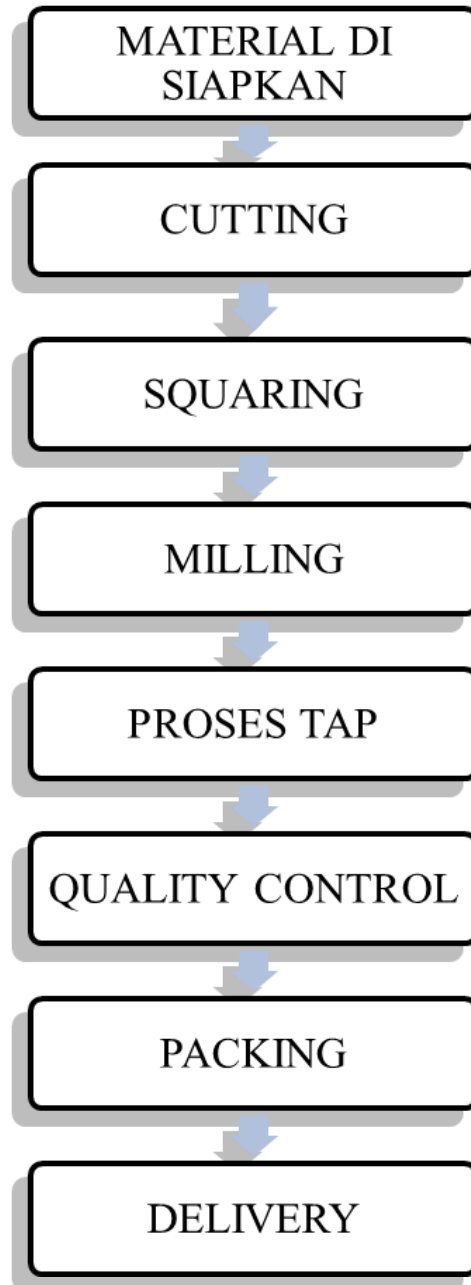 MATERIAL DI
SIAPKAN
CUTTING
SQUARING
MILLING
PROSES TAP
QUALITY CONTROL
PACKING
DELIVERY